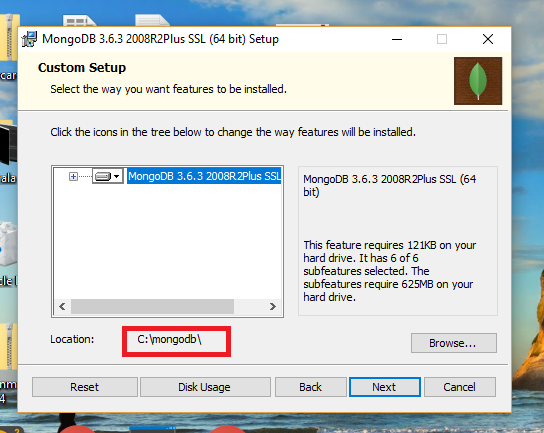 MongoDB 3.6.3 2008R2Plus SSL (64 bit) Setup
Custom Setup
Select the way you want features to be installed.
Click the icons in the tree below to change the way features will be installed.
MongoDB 3.6.3 2008R2Plus SSL
MongoDB 3.6.3 2008R2Plus SSL (64
bit)
This feature requires 121KB on your
hard drive. It has 6 of 6
subfeatures selected. The
subfeatures require 625MB on your
hard drive.
Location:
C:\mongodb\
Browse...
Reset
Disk Usage
Back
Next
Cancel
car
ala
4